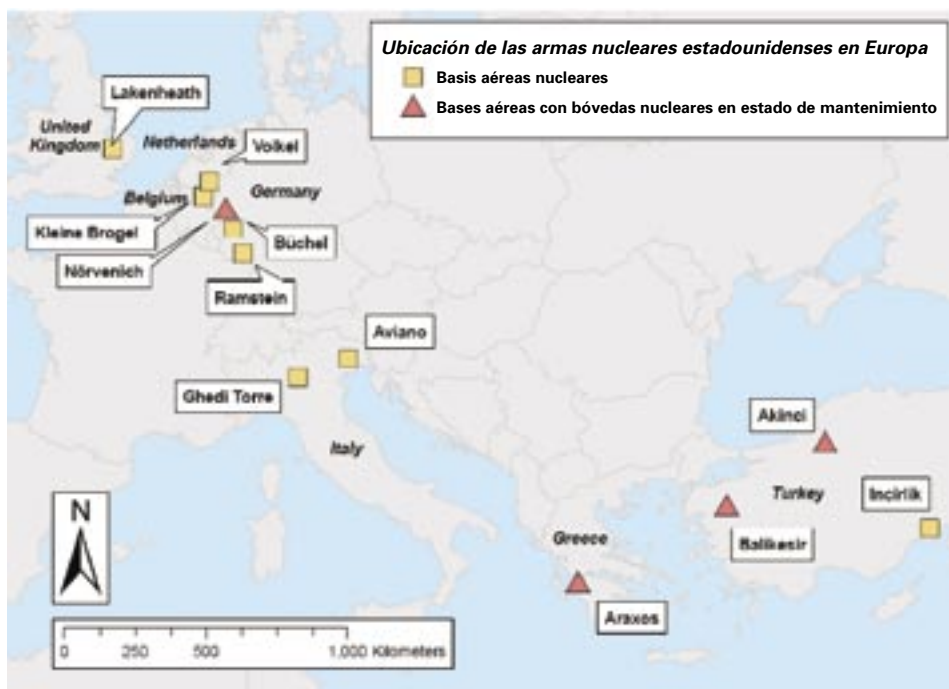 Ubicación de las armas nucleares estadounidenses en Europa
Basis aéreas nucleares
Bases aéreas con bóvedas nucleares en estado de mantenimiento
Lakenheath
United
Kingdom
Netherlands
Volkel
Belgium
Germany
Kleine Brogel
Büchel
Nörvenich
Ramstein
Aviano
Ghedi Torre
Italy
Akinci
Turkey
Incirlik
Balikesir
Greece
Araxos
N
0 250 500 1,000 Kilometers